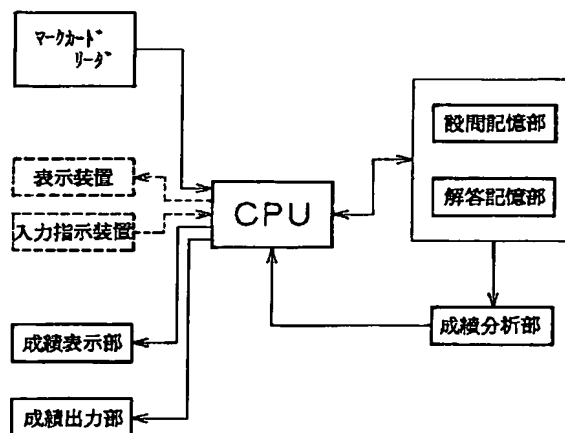 マークカード
リーダ
設問記憶部
表示装置
解答記憶部
CPU
入力指示装置
成績分析部
成績表示部
成績出力部